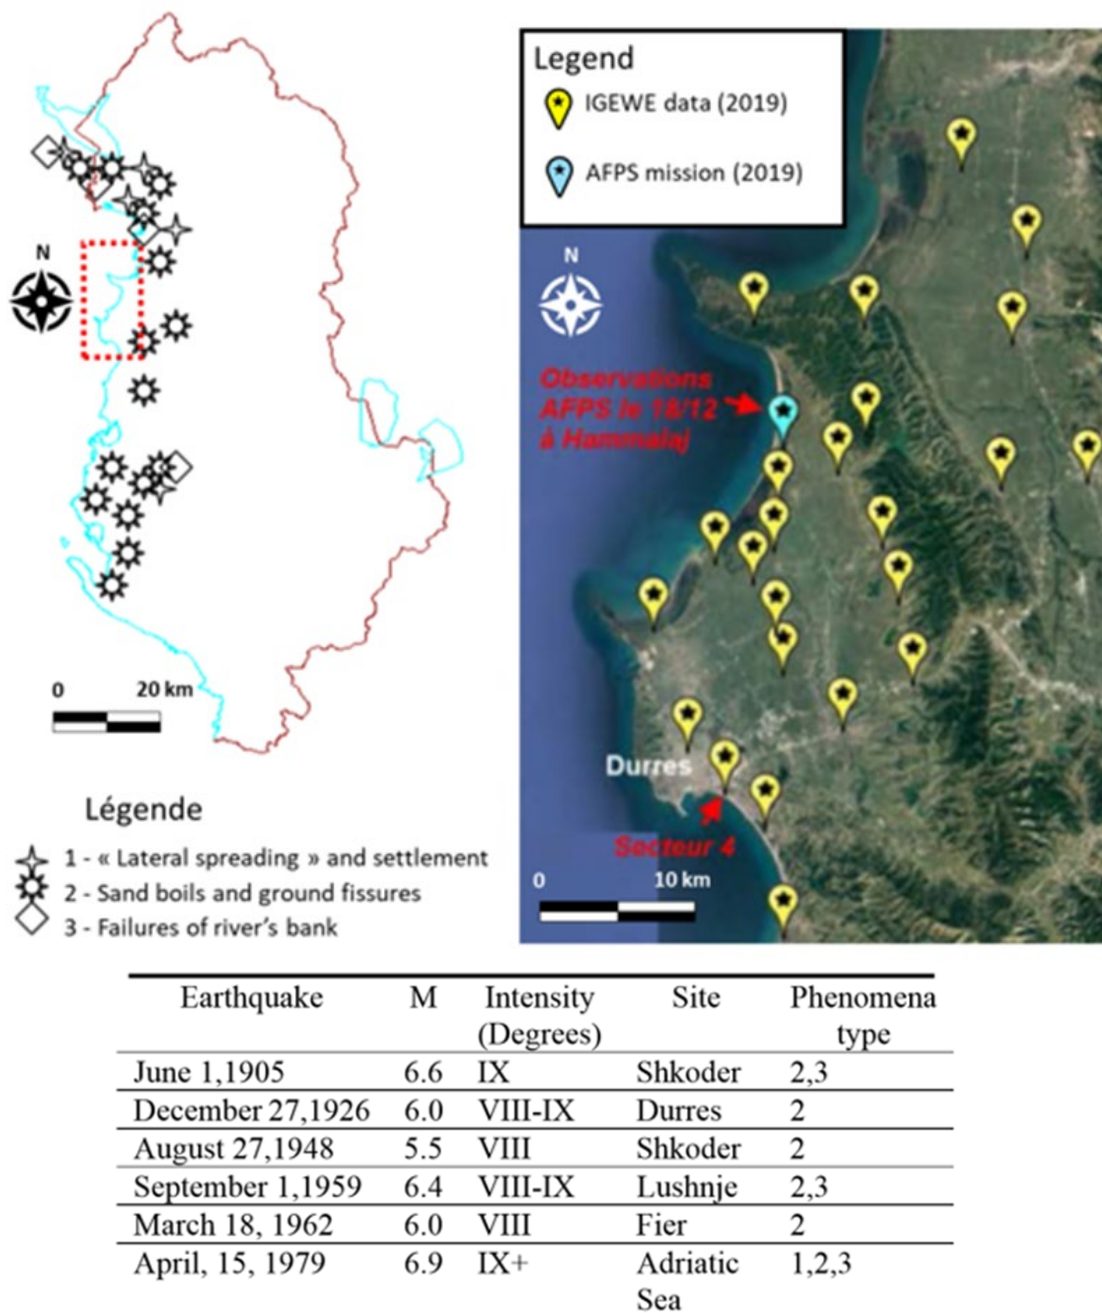 N
0 20 km
Légende
1 - « Lateral spreading » and settlement
2 - Sand boils and ground fissures
3 - Failures of river's bank
Legend
IGEWE data (2019)
AFPS mission (2019)
N
Observations
AFPS le 18/12
à Hammalaj
Durres
Secteur 4
0 10 km
Earthquake M Intensity (Degrees) Site Phenomena type
June 1,1905 6.6 IX Shkoder 2,3
December 27,1926 6.0 VIII-IX Durres 2
August 27,1948 5.5 VIII Shkoder 2
September 1,1959 6.4 VIII-IX Lushnje 2,3
March 18, 1962 6.0 VIII Fier 2
April, 15, 1979 6.9 IX+ Adriatic Sea 1,2,3